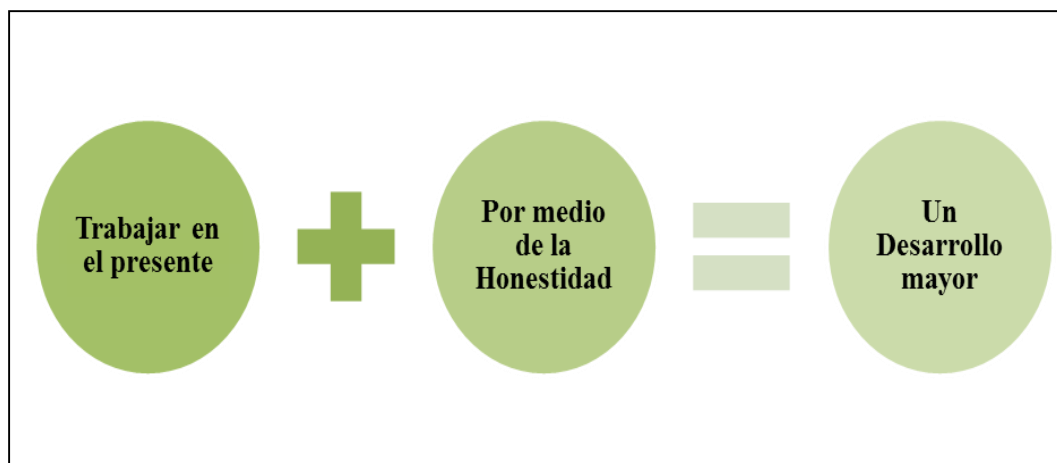 Trabajar en
el presente
Por medio
de la
Honestidad
Un
Desarrollo
mayor